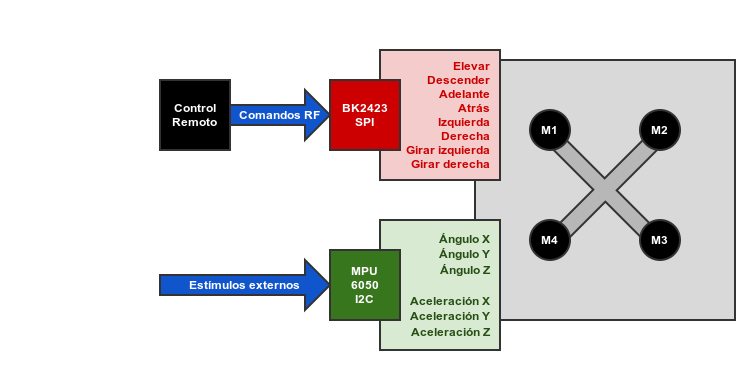 Control
Remoto
Comandos RF
BK2423
SPI
Elevar
Descender
Adelante
Atrás
Izquierda
Derecha
Girar izquierda
Girar derecha
M1
M2
M4
M3
Estímulos externos
MPU
6050
I2C
Ángulo X
Ángulo Y
Ángulo Z
Aceleración X
Aceleración Y
Aceleración Z